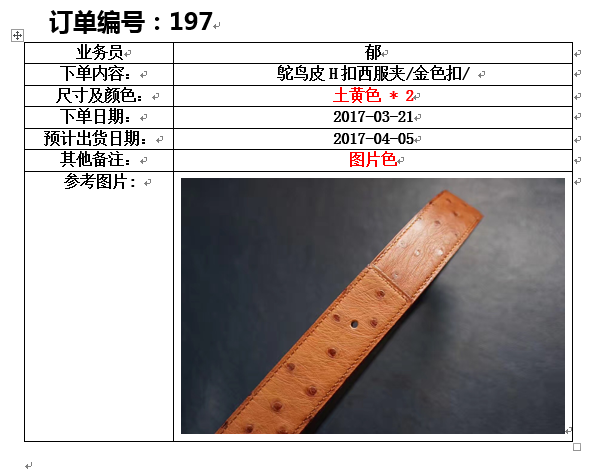 订单编号：197
业务员 郁
下单内容： 鸵鸟皮H扣西服夹/金色扣/
尺寸及颜色： 土黄色 * 2
下单日期： 2017-03-21
预计出货日期： 2017-04-05
其他备注： 图片色
参考图片: